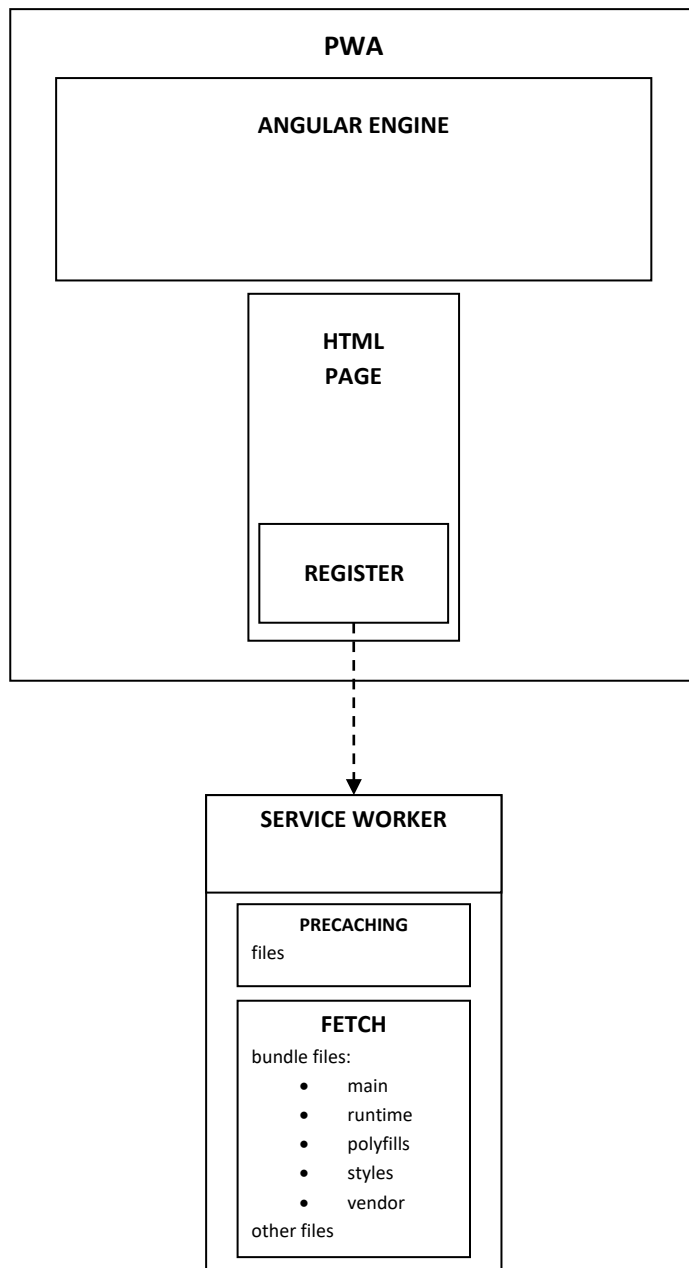 PWA
ANGULAR ENGINE
HTML
PAGE
REGISTER
SERVICE WORKER
PRECACHING
files
FETCH
bundle files:
• main
• runtime
• polyfills
• styles
• vendor
other files